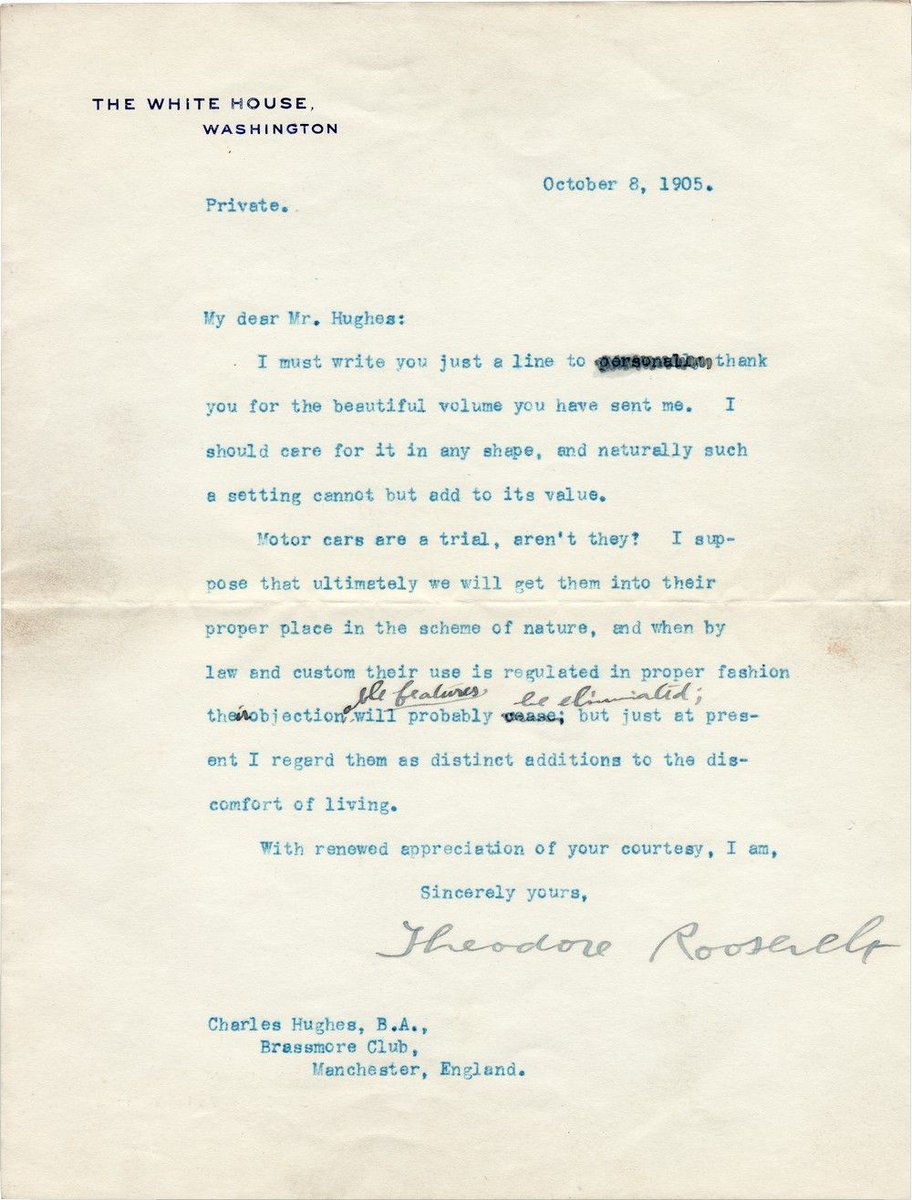 THE WHITE HOUSE,
WASHINGTON
October 8, 1905.
Private.
My dear Mr. Hughes:
I must write you just a line to personally, thank
you for the beautiful volume you have sent me. I
should care for it in any shape, and naturally such
a setting cannot but add to its value.
Motor cars are a trial, aren't they? I sup-
pose that ultimately we will get them into their
proper place in the scheme of nature, and when by
law and custom their use is regulated in proper fashion
able features be eliminated;
their objection will probably cease; but just at pres-
ent I regard them as distinct additions to the dis-
comfort of living.
With renewed appreciation of your courtesy, I am,
Sincerely yours,
Theodore Roosevelt
Charles Hughes, B.A.,
Brassmore Club,
Manchester, England.